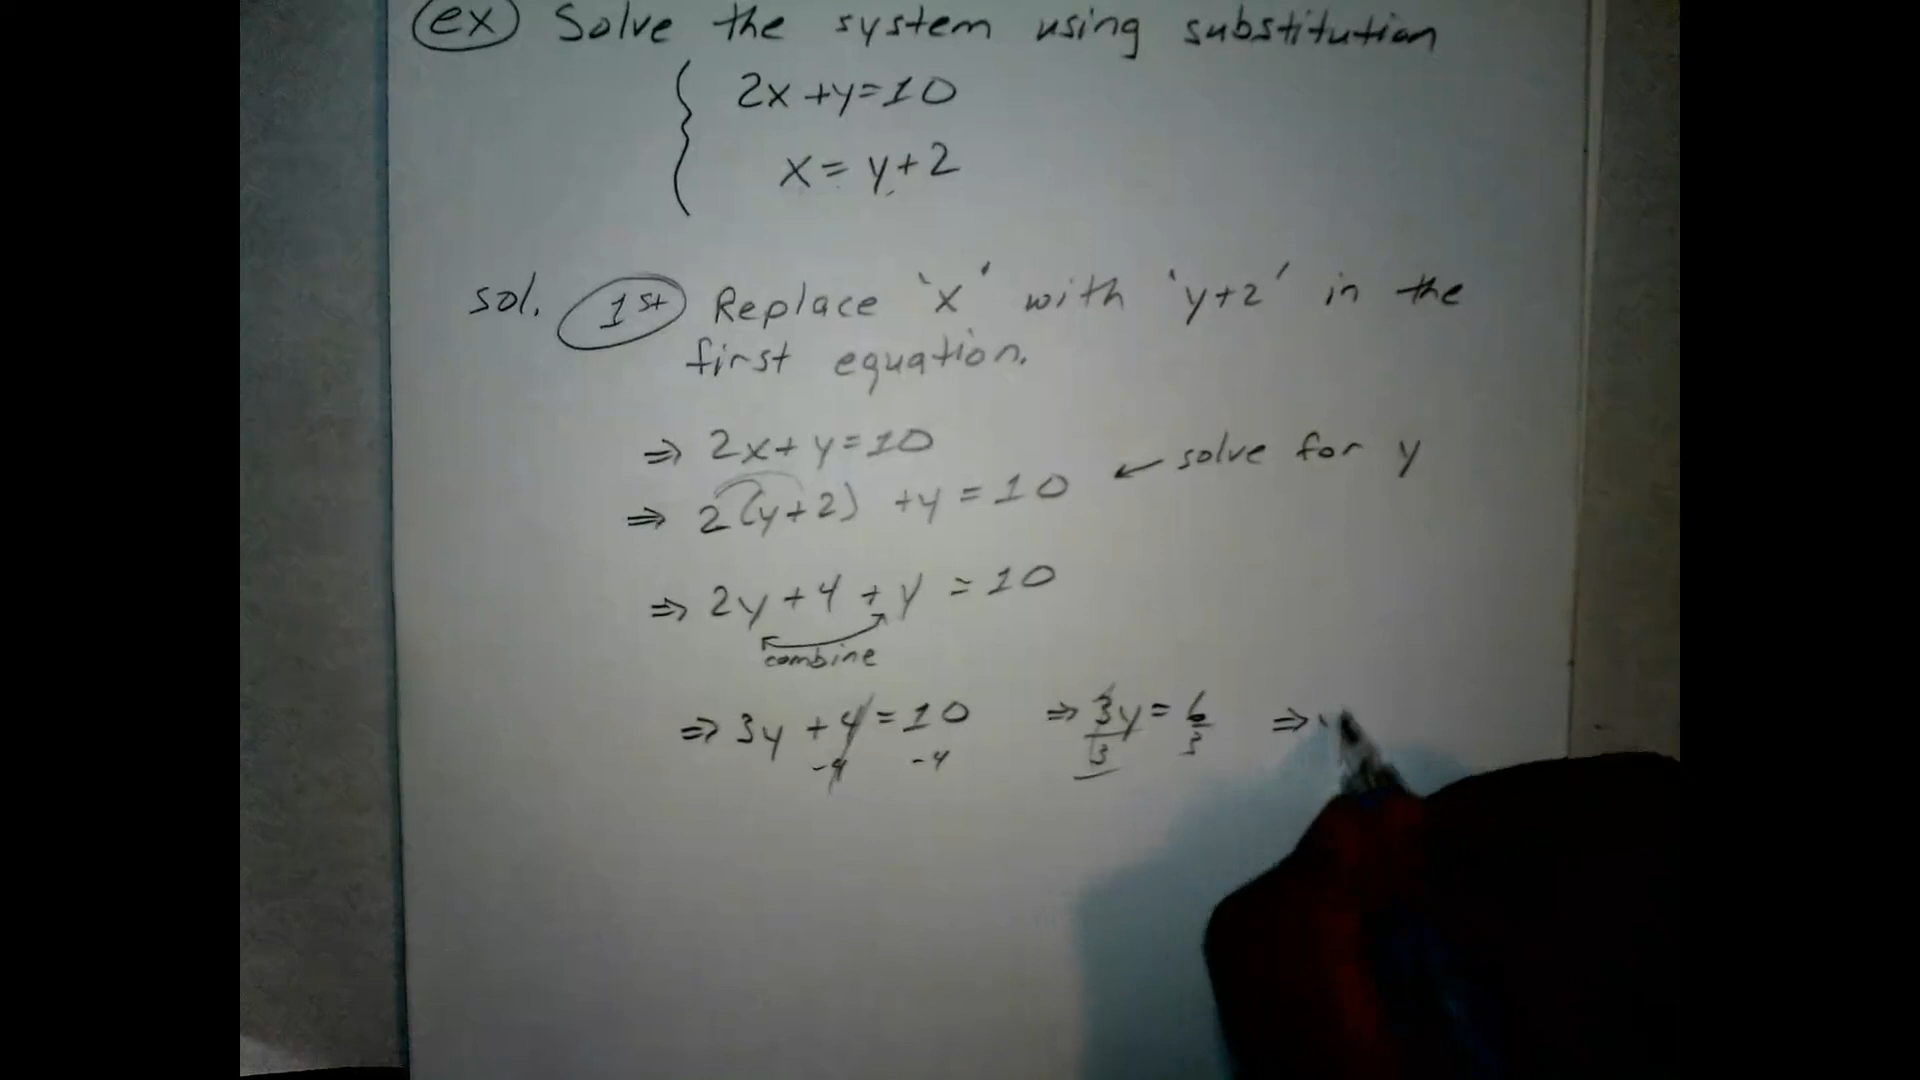 ex Solve the system using substitution
2x+y=10
x=y+2
sol. 1st Replace 'x' with 'y+2' in the
first equation.
⇒ 2x+y=10
⇒ 2(y+2) +y=10 ← solve for y
⇒ 2y+4+y=10
combine
⇒ 3y+4=10 ⇒ 3y=6 ⇒
-4 -4 3 3